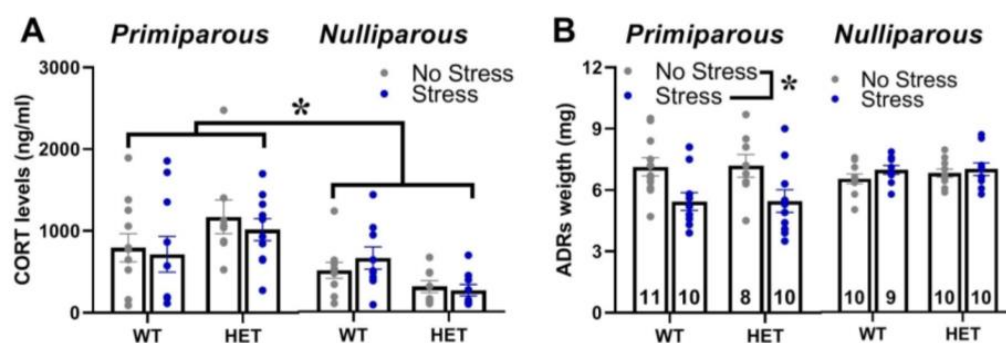 A
Primiparous
Nulliparous
No Stress
Stress
*
CORT levels (ng/ml)
3000
2000
1000
0
WT
HET
WT
HET
B
Primiparous
Nulliparous
No Stress
Stress
*
No Stress
Stress
ADRs weigth (mg)
12
9
6
3
0
11 10 8 10 10 9 10 10
WT
HET
WT
HET